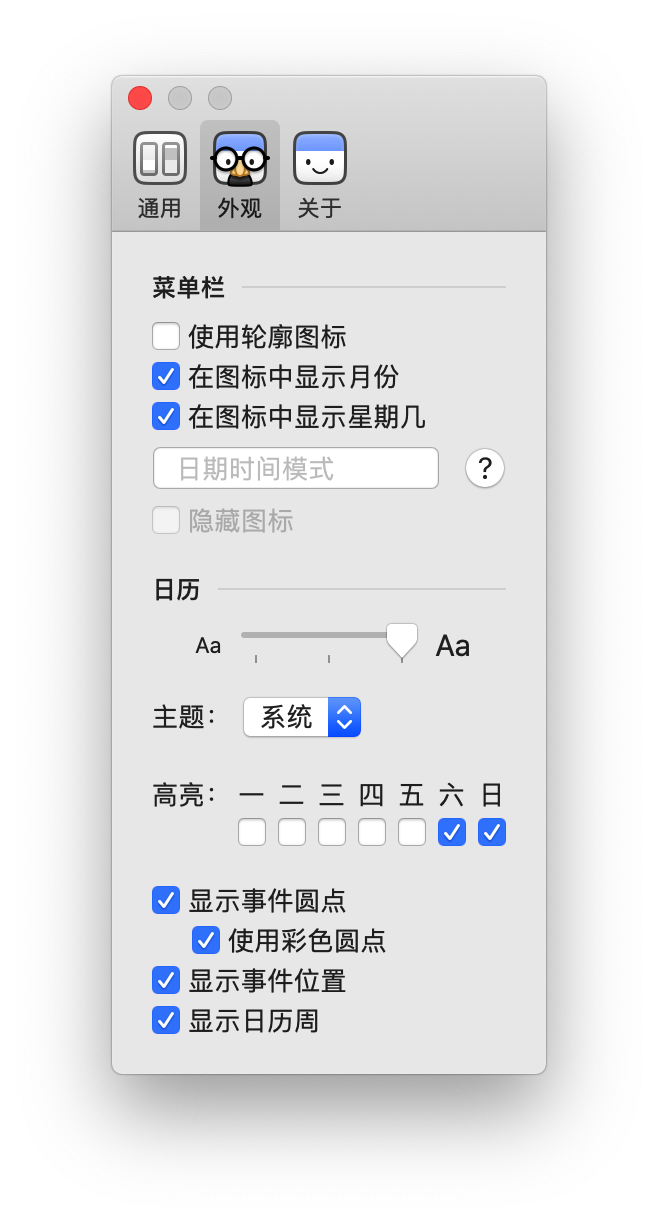 通用 外观 关于
菜单栏
使用轮廓图标
在图标中显示月份
在图标中显示星期几
日期时间模式 ?
隐藏图标
日历
Aa Aa
主题： 系统
高亮： 一 二 三 四 五 六 日
显示事件圆点
使用彩色圆点
显示事件位置
显示日历周